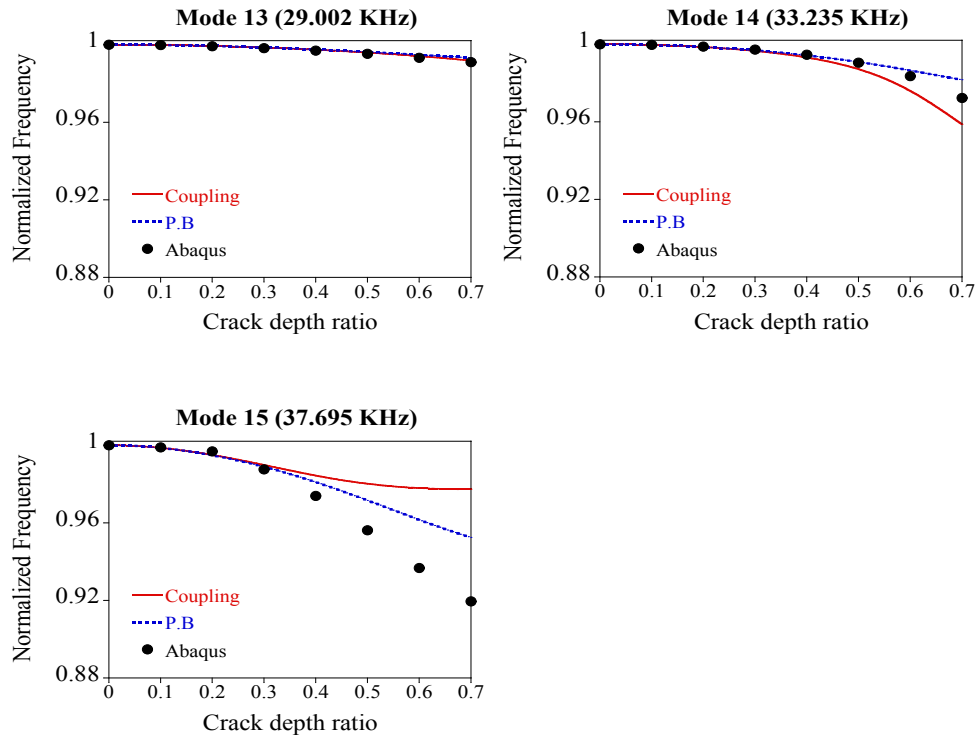 Mode 13 (29.002 KHz)
Normalized Frequency
1
0.96
0.92
0.88
Coupling
P.B
Abaqus
0 0.1 0.2 0.3 0.4 0.5 0.6 0.7
Crack depth ratio
Mode 14 (33.235 KHz)
Normalized Frequency
1
0.96
0.92
0.88
Coupling
P.B
Abaqus
0 0.1 0.2 0.3 0.4 0.5 0.6 0.7
Crack depth ratio
Mode 15 (37.695 KHz)
Normalized Frequency
1
0.96
0.92
0.88
Coupling
P.B
Abaqus
0 0.1 0.2 0.3 0.4 0.5 0.6 0.7
Crack depth ratio